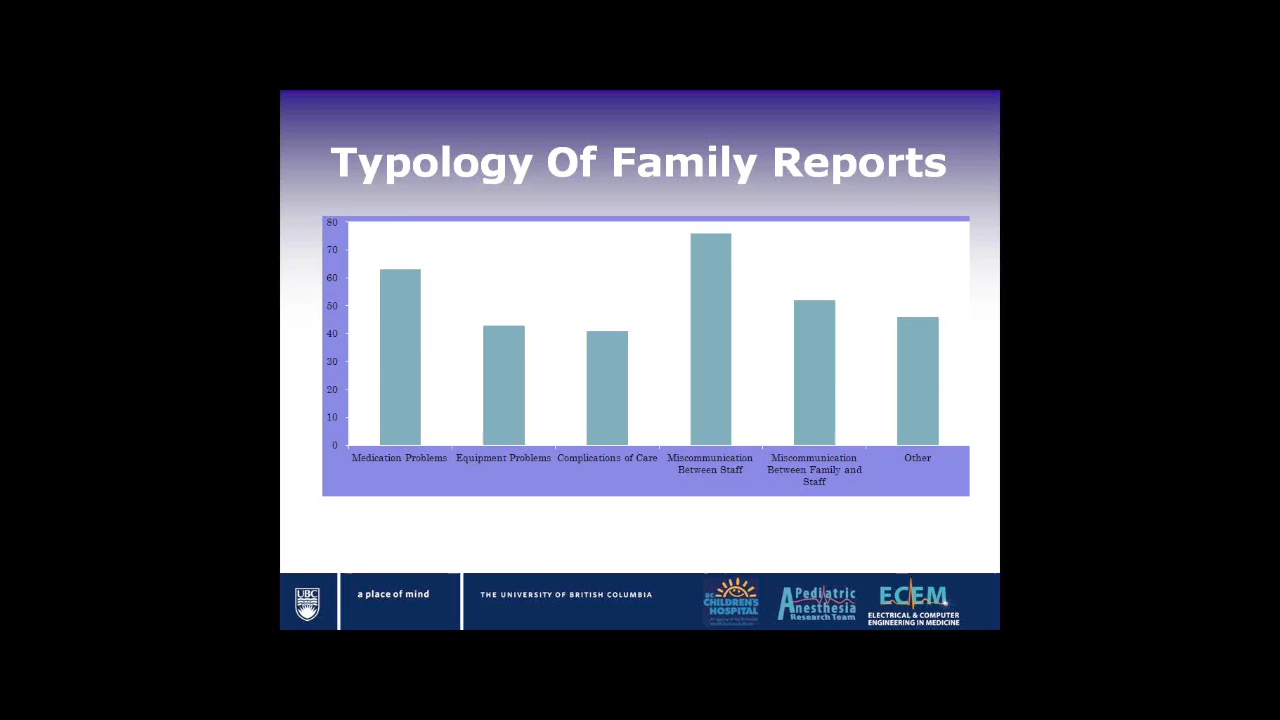 Typology Of Family Reports
80
70
60
50
40
30
20
10
0
Medication Problems
Equipment Problems
Complications of Care
Miscommunication
Between Staff
Miscommunication
Between Family and
Staff
Other
UBC
a place of mind
THE UNIVERSITY OF BRITISH COLUMBIA
BC
CHILDREN'S
HOSPITAL
Pediatric
Anesthesia
Research Team
ECEM
ELECTRICAL & COMPUTER
ENGINEERING IN MEDICINE